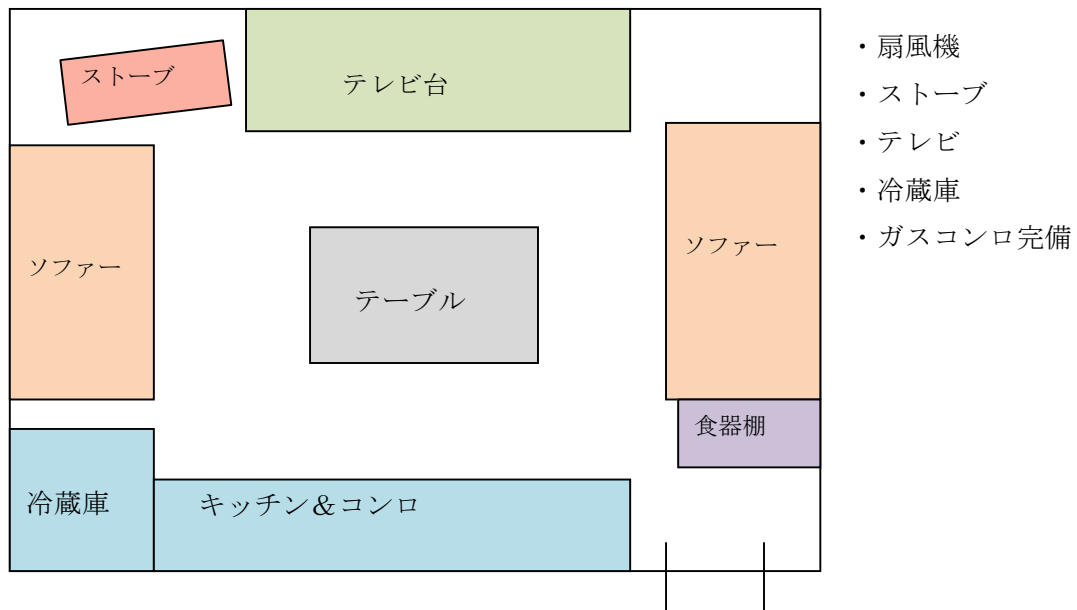 ストーブ
テレビ台
ソファー
テーブル
ソファー
食器棚
冷蔵庫
キッチン＆コンロ
・扇風機
・ストーブ
・テレビ
・冷蔵庫
・ガスコンロ完備